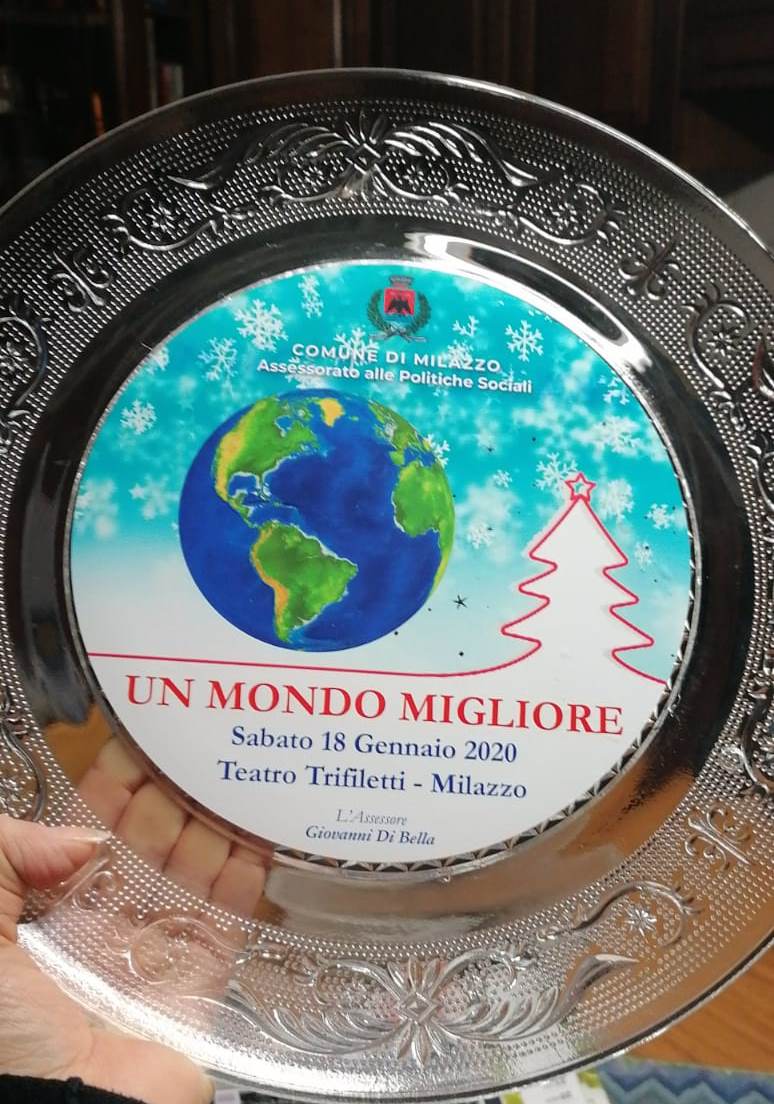 COMUNE DI MILAZZO
Assessorato alle Politiche Sociali
UN MONDO MIGLIORE
Sabato 18 Gennaio 2020
Teatro Trifiletti - Milazzo
L'Assessore
Giovanni Di Bella